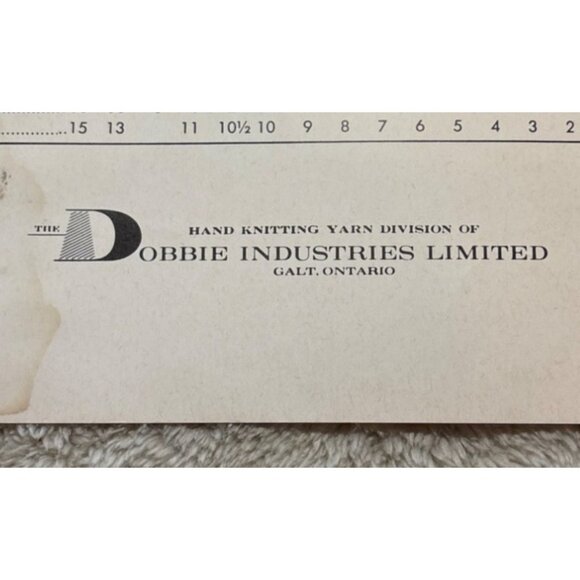 15 13 11 10½ 10 9 8 7 6 5 4 3 2
THE HAND KNITTING YARN DIVISION OF
DOBBIE INDUSTRIES LIMITED
GALT, ONTARIO